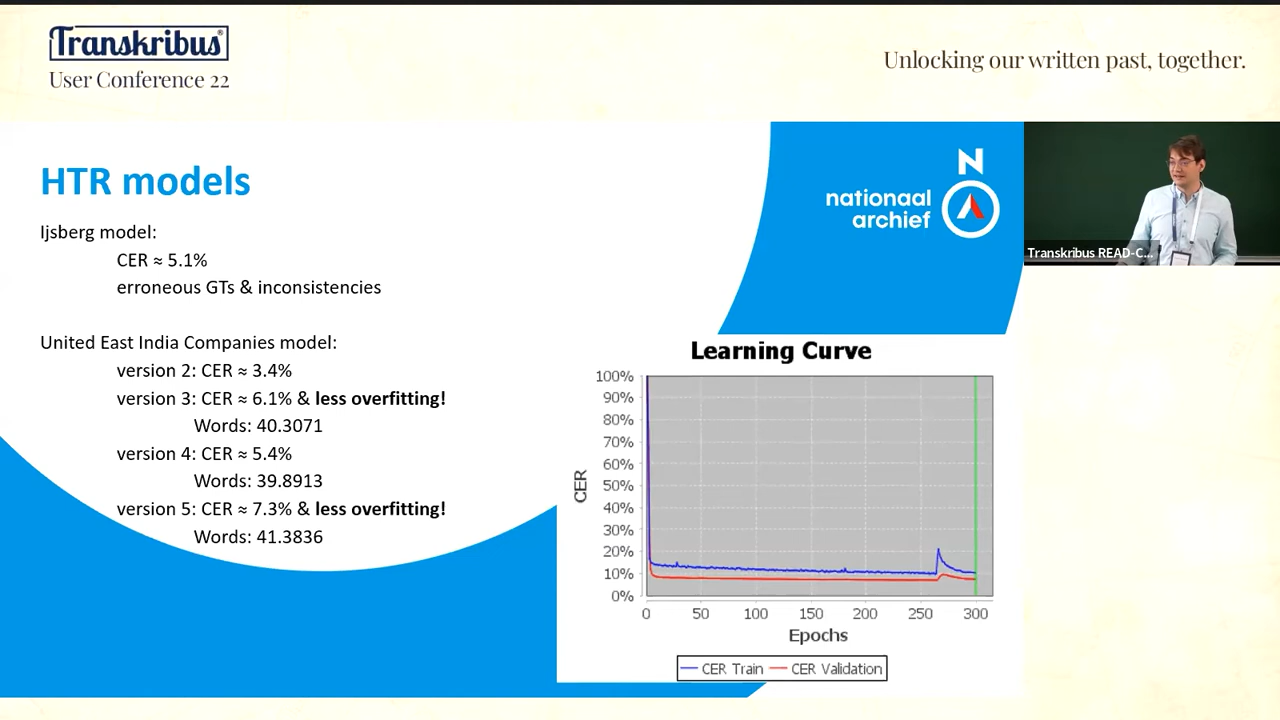 Transkribus®
User Conference 22
Unlocking our written past, together.
HTR models
Ijsberg model:
CER ≈ 5.1%
erroneous GTs & inconsistencies
United East India Companies model:
version 2: CER ≈ 3.4%
version 3: CER ≈ 6.1% & less overfitting!
Words: 40.3071
version 4: CER ≈ 5.4%
Words: 39.8913
version 5: CER ≈ 7.3% & less overfitting!
Words: 41.3836
N
nationaal
archief
Transkribus READ-C...
Learning Curve
100%
90%
80%
70%
60%
50%
40%
30%
20%
10%
0%
CER
0 50 100 150 200 250 300
Epochs
CER Train CER Validation